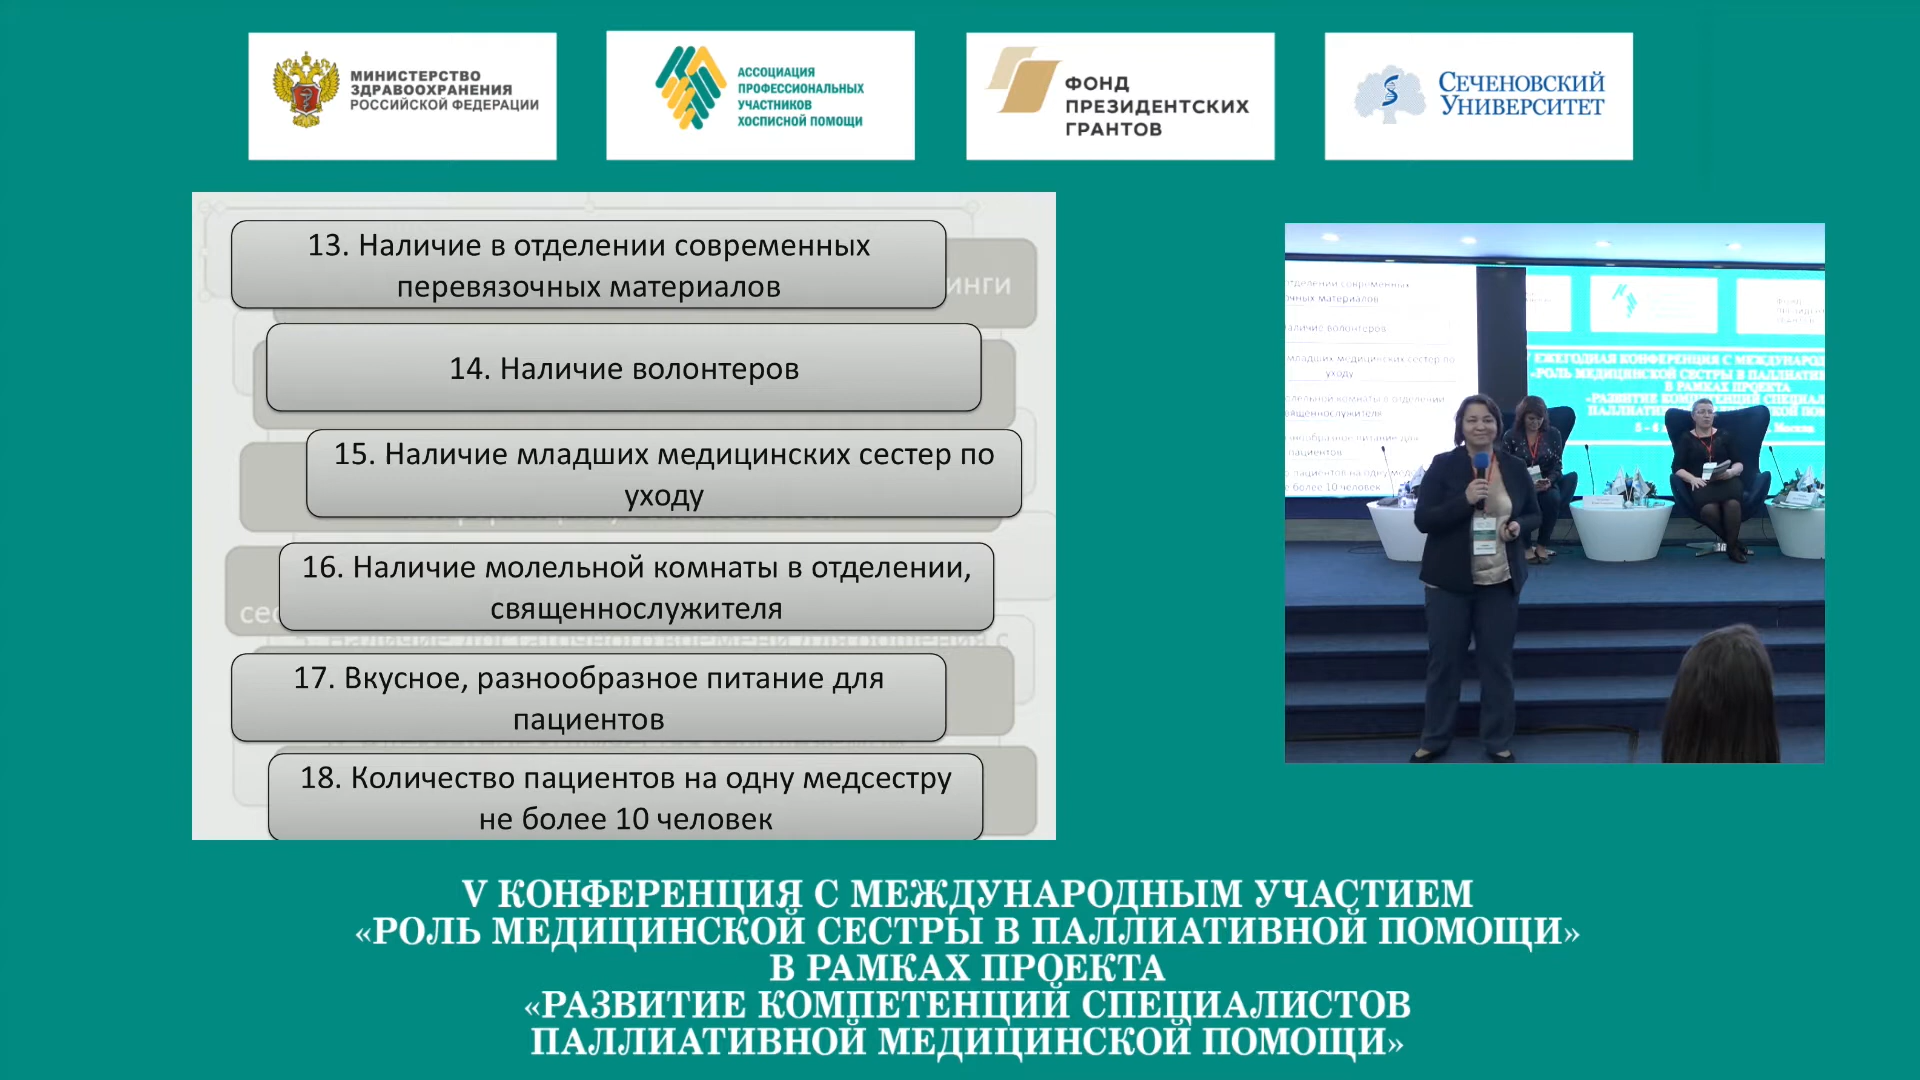 МИНИСТЕРСТВО
ЗДРАВООХРАНЕНИЯ
РОССИЙСКОЙ ФЕДЕРАЦИИ
АССОЦИАЦИЯ
ПРОФЕССИОНАЛЬНЫХ
УЧАСТНИКОВ
ХОСПИСНОЙ ПОМОЩИ
ФОНД
ПРЕЗИДЕНТСКИХ
ГРАНТОВ
СЕЧЕНОВСКИЙ
УНИВЕРСИТЕТ
13. Наличие в отделении современных
перевязочных материалов
14. Наличие волонтеров
15. Наличие младших медицинских сестер по
уходу
16. Наличие молельной комнаты в отделении,
священнослужителя
17. Вкусное, разнообразное питание для
пациентов
18. Количество пациентов на одну медсестру
не более 10 человек
V КОНФЕРЕНЦИЯ С МЕЖДУНАРОДНЫМ УЧАСТИЕМ
«РОЛЬ МЕДИЦИНСКОЙ СЕСТРЫ В ПАЛЛИАТИВНОЙ ПОМОЩИ»
В РАМКАХ ПРОЕКТА
«РАЗВИТИЕ КОМПЕТЕНЦИЙ СПЕЦИАЛИСТОВ
ПАЛЛИАТИВНОЙ МЕДИЦИНСКОЙ ПОМОЩИ»